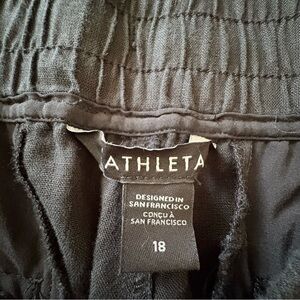 ATHLETA
DESIGNED IN
SAN FRANCISCO
CONÇU À
SAN FRANCISCO
18